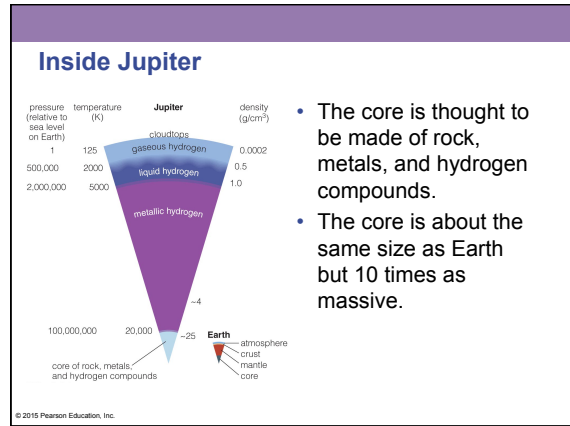 Inside Jupiter
pressure
(relative to
sea level
on Earth)
temperature
(K)
Jupiter
density
(g/cm³)
cloudtops
1
125
gaseous hydrogen
0.0002
500,000
2000
liquid hydrogen
0.5
2,000,000
5000
1.0
metallic hydrogen
~4
100,000,000
20,000
~25
Earth
atmosphere
crust
mantle
core
core of rock, metals,
and hydrogen compounds
• The core is thought to
be made of rock,
metals, and hydrogen
compounds.
• The core is about the
same size as Earth
but 10 times as
massive.
© 2015 Pearson Education, Inc.